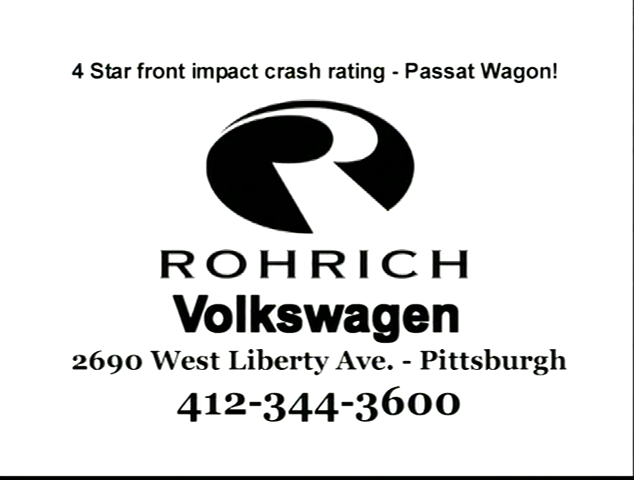 4 Star front impact crash rating - Passat Wagon!
ROHRICH
Volkswagen
2690 West Liberty Ave. - Pittsburgh
412-344-3600